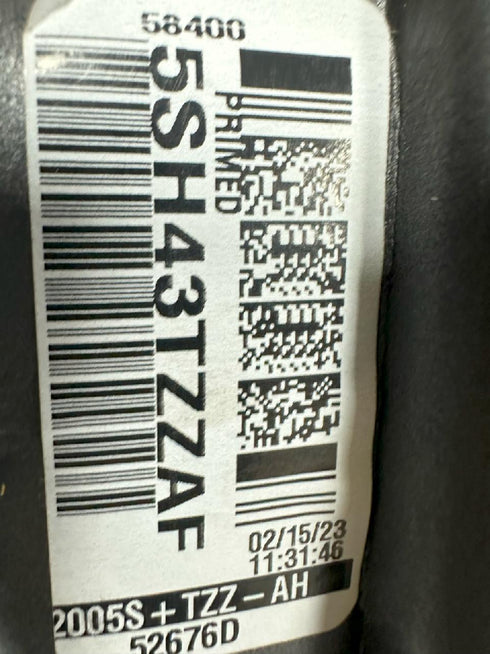 58400
5SH43TZZAF
PRIMED
02/15/23
11:31:46
2005S+TZZ-AH
52676D